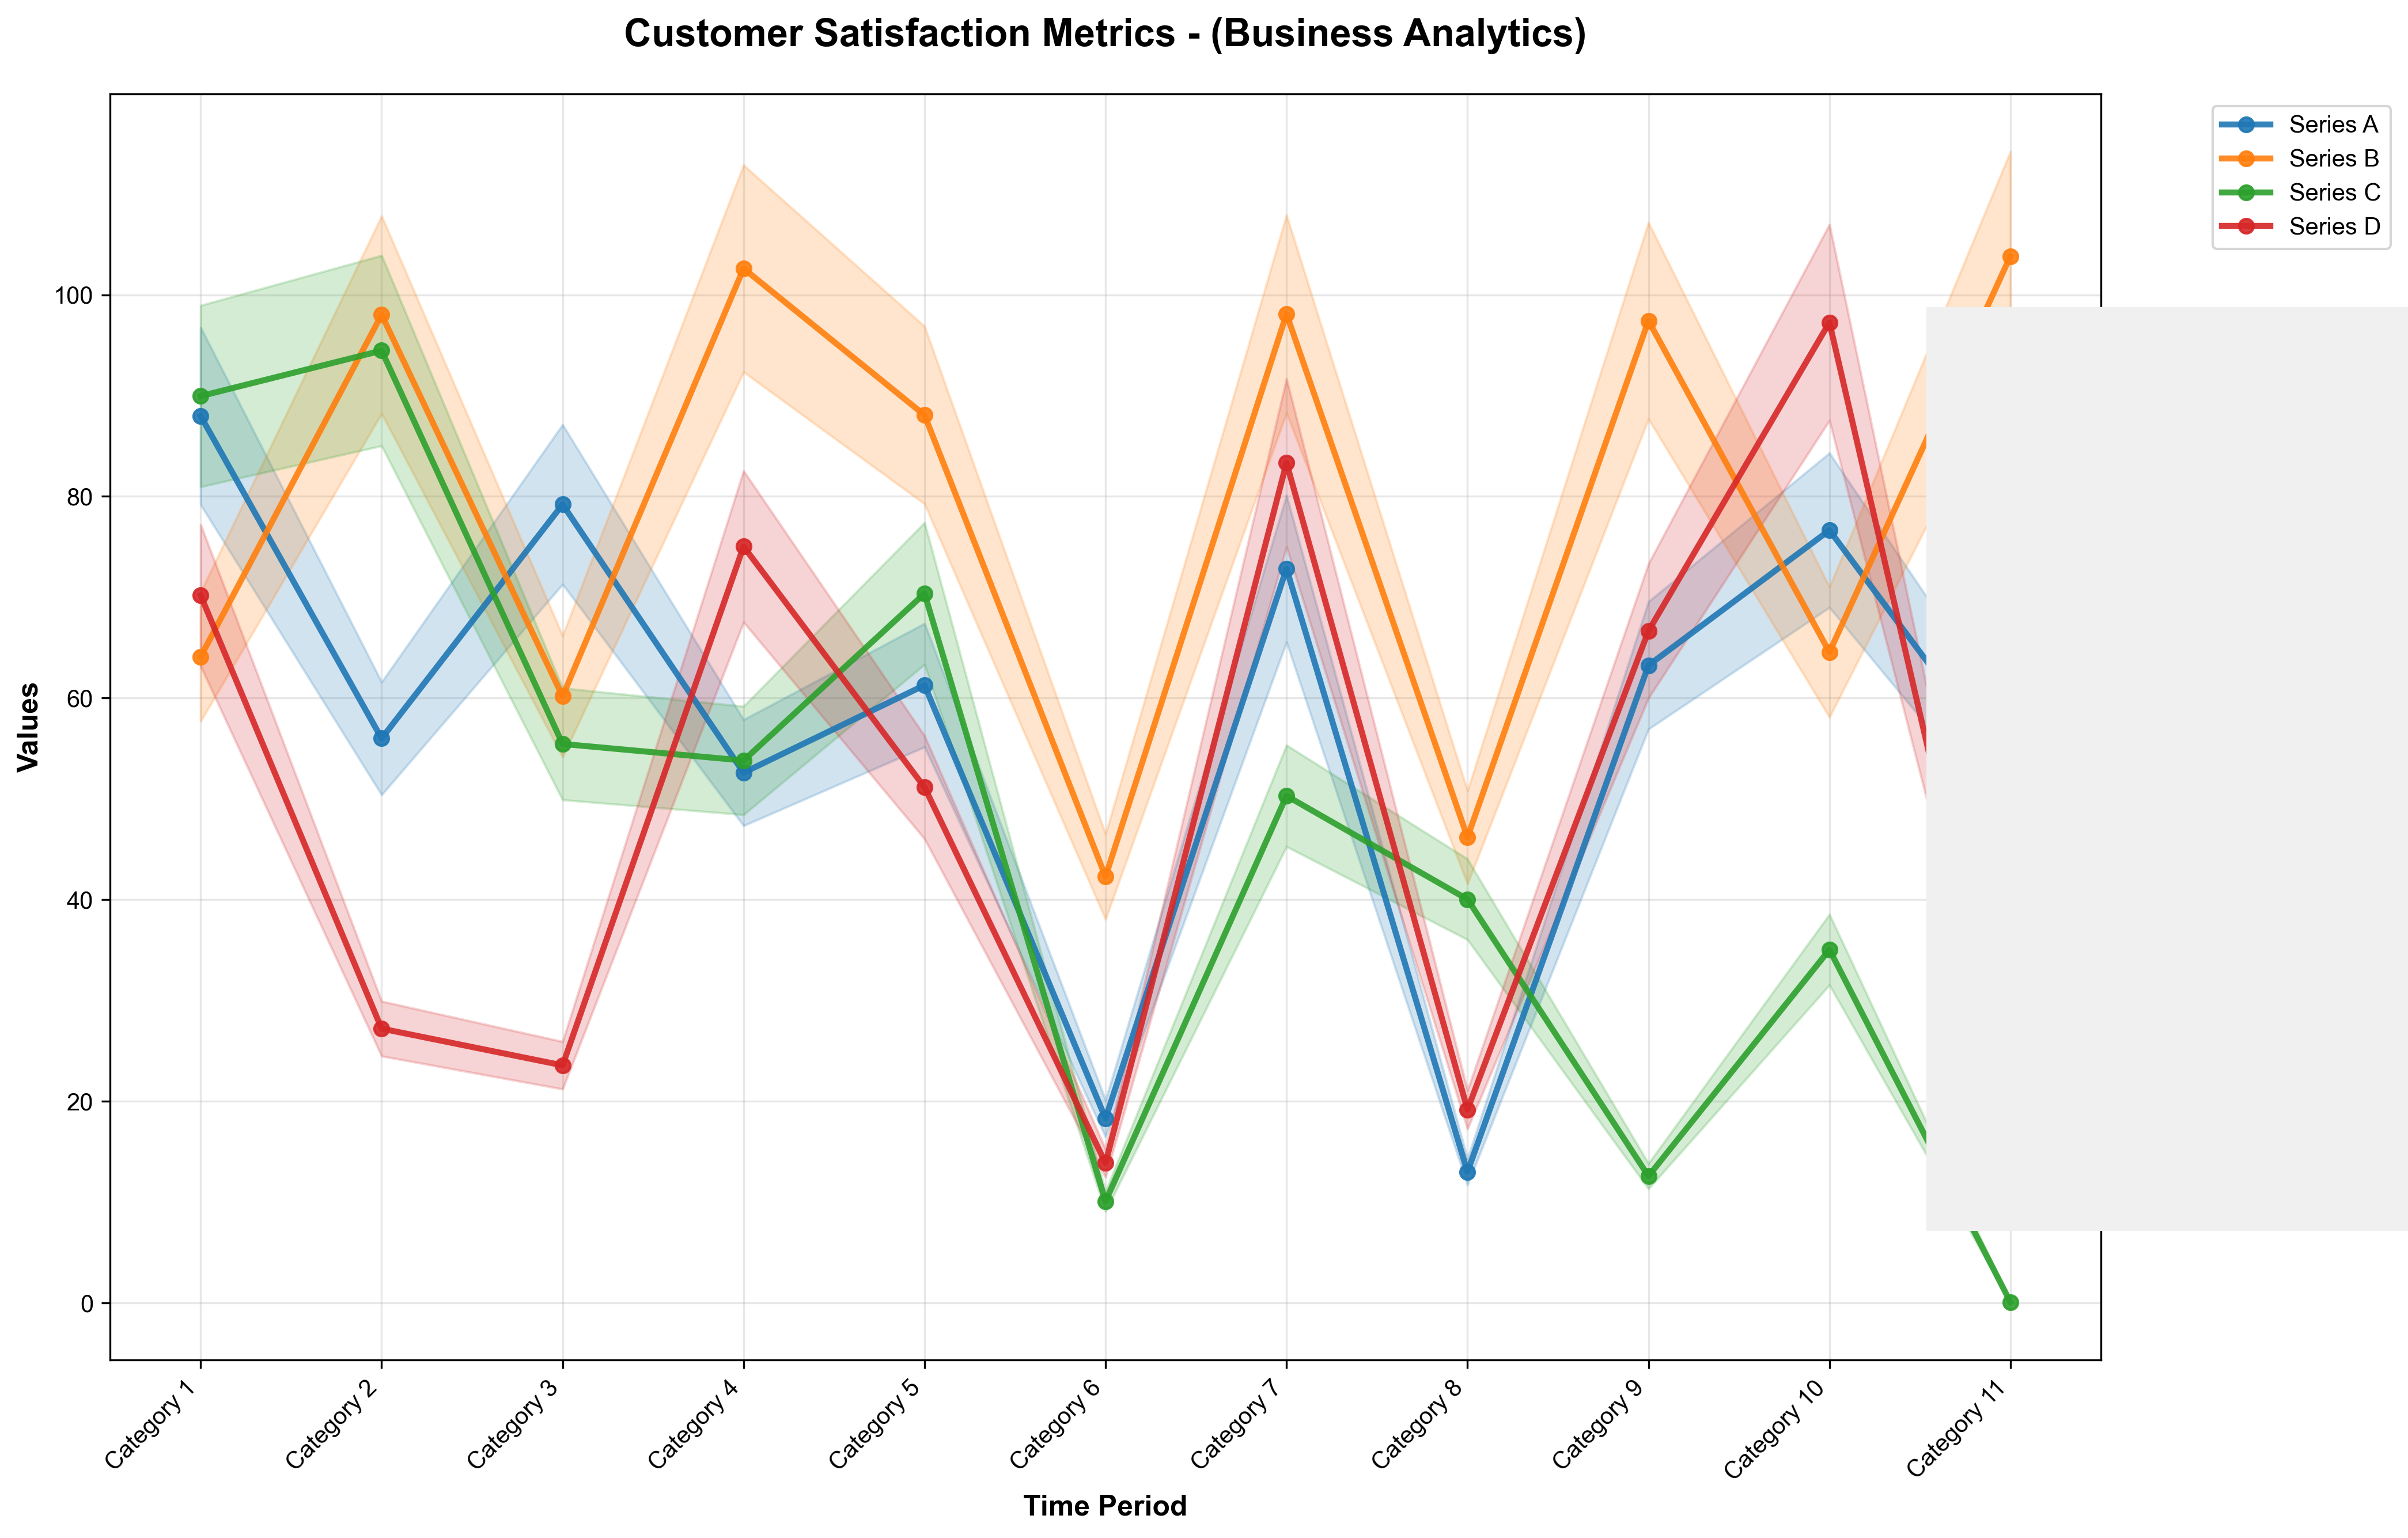 Customer Satisfaction Metrics - (Business Analytics)
Series A
Series B
Series C
Series D
Values
100
80
60
40
20
0
Category 1
Category 2
Category 3
Category 4
Category 5
Category 6
Category 7
Category 8
Category 9
Category 10
Category 11
Time Period